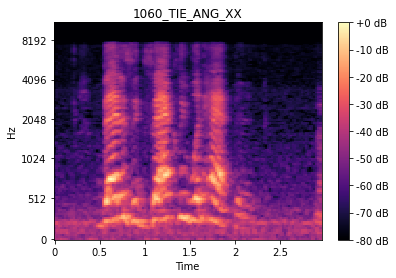 1060_TIE_ANG_XX
+0 dB
8192
-10 dB
4096
-20 dB
-30 dB
2048
Hz
-40 dB
1024
-50 dB
512
-60 dB
-70 dB
0
-80 dB
0 0.5 1 1.5 2 2.5
Time